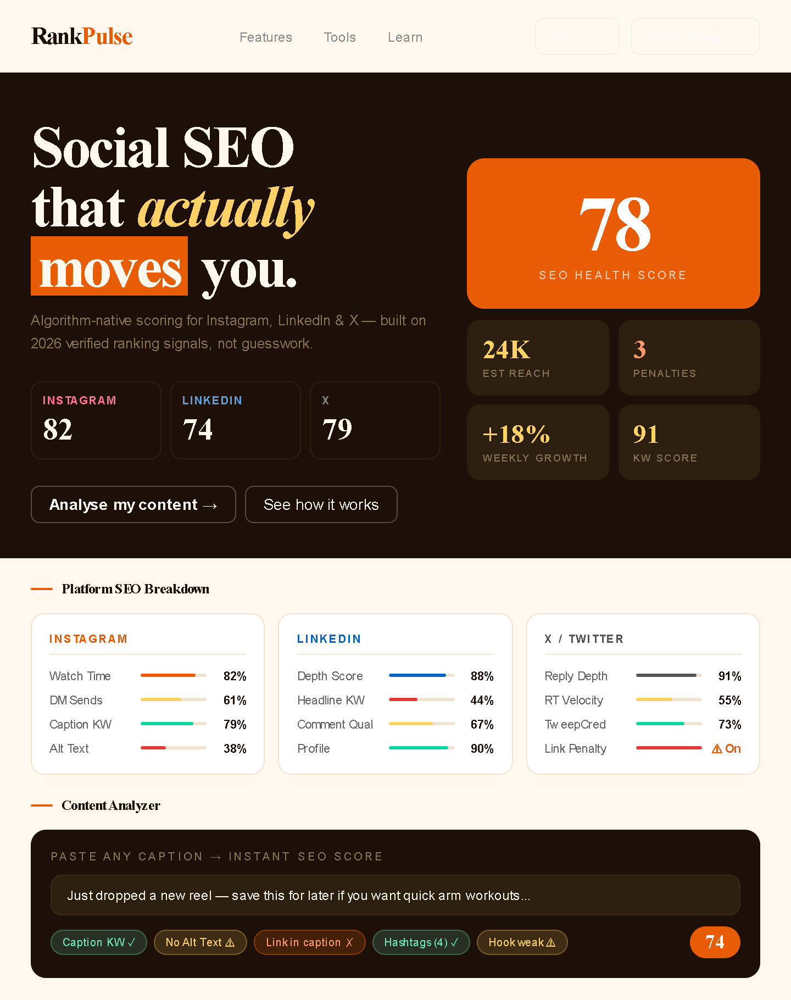 RankPulse
Features Tools Learn
Social SEO
that actually
moves you.
Algorithm-native scoring for Instagram, LinkedIn & X — built on
2026 verified ranking signals, not guesswork.
INSTAGRAM
82
LINKEDIN
74
X
79
Analyse my content →
See how it works
78
SEO HEALTH SCORE
24K
EST REACH
3
PENALTIES
+18%
WEEKLY GROWTH
91
KW SCORE
Platform SEO Breakdown
INSTAGRAM
Watch Time 82%
DM Sends 61%
Caption KW 79%
Alt Text 38%
LINKEDIN
Depth Score 88%
Headline KW 44%
Comment Qual 67%
Profile 90%
X / TWITTER
Reply Depth 91%
RT Velocity 55%
TweepCred 73%
Link Penalty ⚠ On
Content Analyzer
PASTE ANY CAPTION → INSTANT SEO SCORE
Just dropped a new reel — save this for later if you want quick arm workouts...
Caption KW ✓ No Alt Text ⚠ Link in caption ✗ Hashtags (4) ✓ Hook weak ⚠ 74